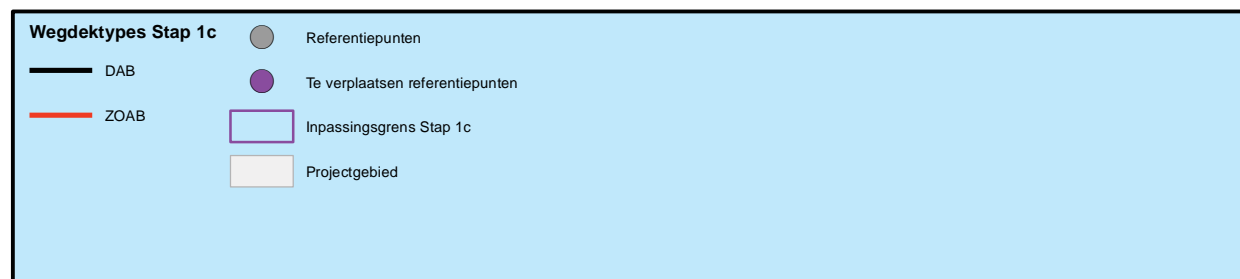 Wegdektypes Stap 1c
DAB
ZOAB
Referentiepunten
Te verplaatsen referentiepunten
Inpassingsgrens Stap 1c
Projectgebied